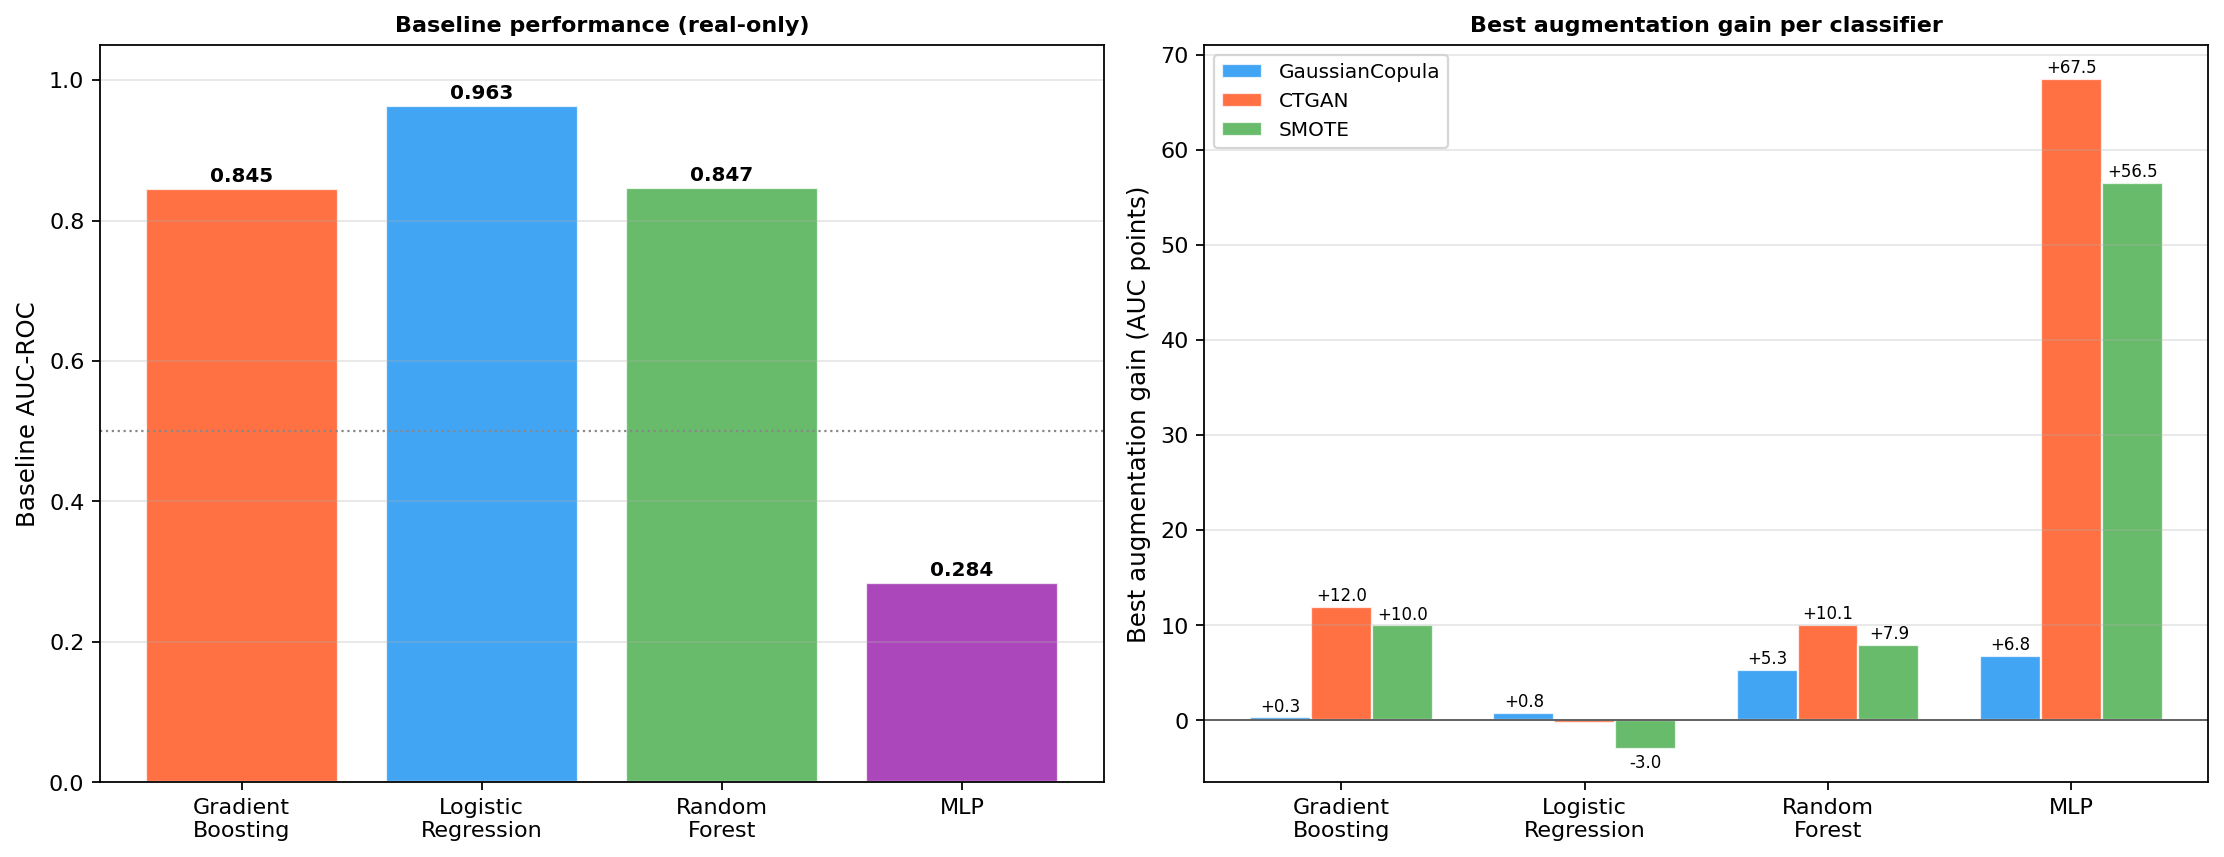 Baseline performance (real-only)
Baseline AUC-ROC
1.0
0.8
0.6
0.4
0.2
0.0
0.845
0.963
0.847
0.284
Gradient
Boosting
Logistic
Regression
Random
Forest
MLP
Best augmentation gain per classifier
Best augmentation gain (AUC points)
70
60
50
40
30
20
10
0
GaussianCopula
CTGAN
SMOTE
+0.3
+12.0
+10.0
+0.8
-3.0
+5.3
+10.1
+7.9
+6.8
+67.5
+56.5
Gradient
Boosting
Logistic
Regression
Random
Forest
MLP